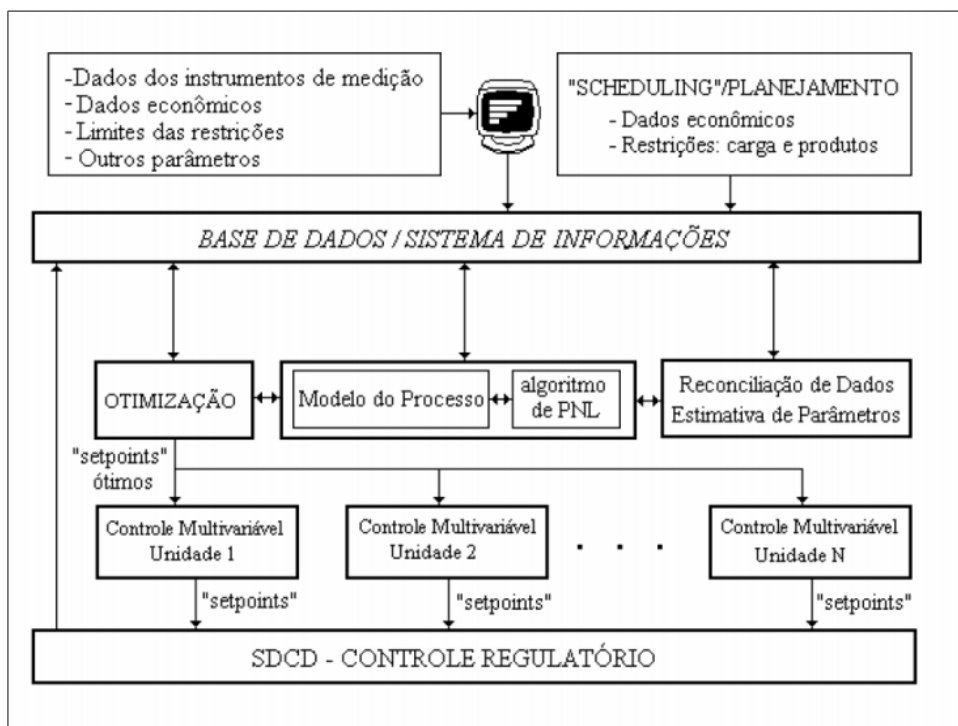 -Dados dos instrumentos de medição
- Dados econômicos
- Limites das restrições
- Outros parâmetros
"SCHEDULING"/PLANEJAMENTO
- Dados econômicos
- Restrições: carga e produtos
BASE DE DADOS / SISTEMA DE INFORMAÇÕES
OTIMIZAÇÃO
Modelo do Processo
algoritmo
de PNL
Reconciliação de Dados
Estimativa de Parâmetros
"setpoints"
ótimos
Controle Multivariável
Unidade 1
Controle Multivariável
Unidade 2
. . .
Controle Multivariável
Unidade N
"setpoints"
"setpoints"
"setpoints"
SDCD - CONTROLE REGULATÓRIO